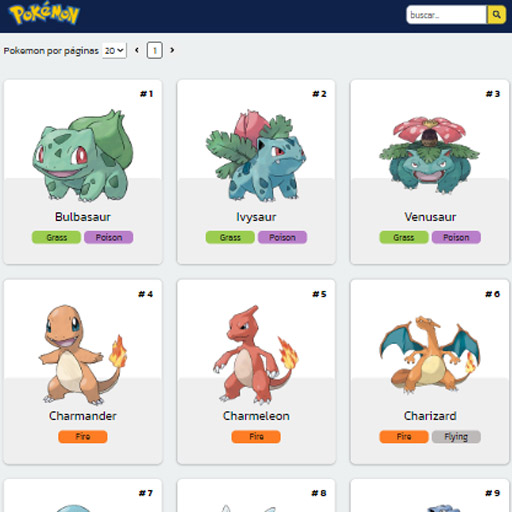 POKéMON
buscar...
Pokemon por páginas 20 ‹ 1 ›
#1
#2
#3
Bulbasaur
Ivysaur
Venusaur
Grass Poison
Grass Poison
Grass Poison
#4
#5
#6
Charmander
Charmeleon
Charizard
Fire
Fire
Fire Flying
#7
#8
#9